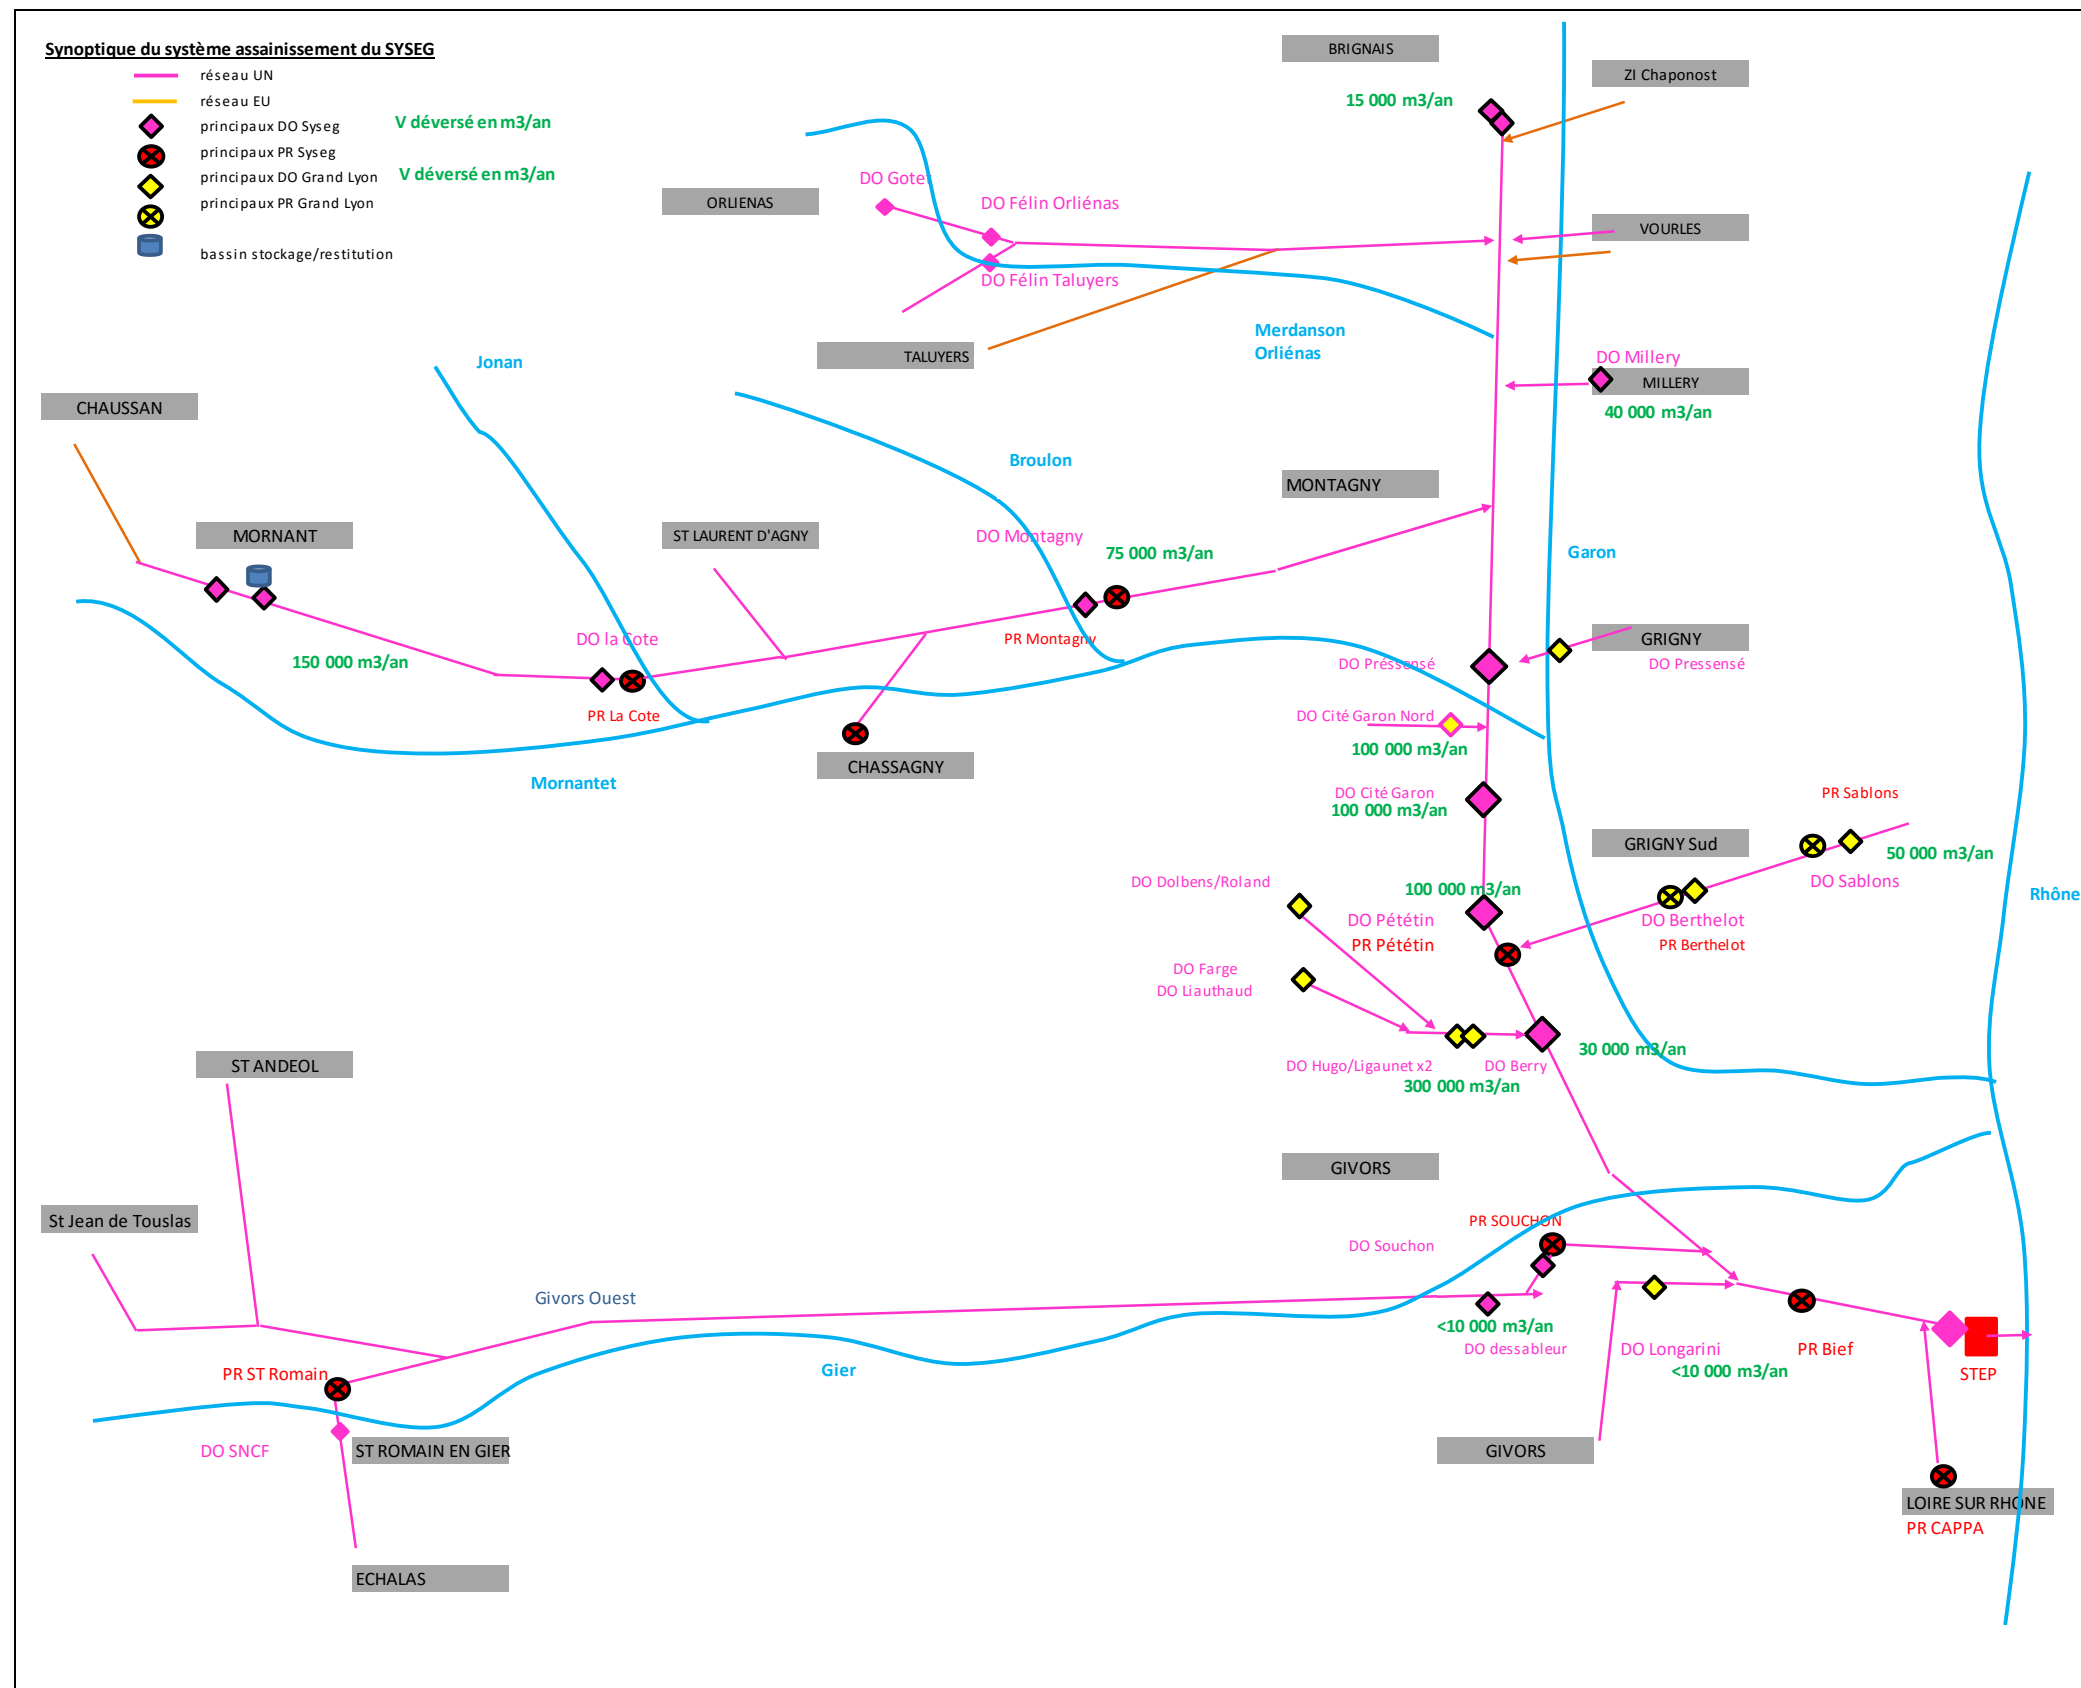 Synoptique du système assainissement du SYSEG
réseau UN
réseau EU
principaux DO Syseg
V déversé en m3/an
principaux PR Syseg
principaux DO Grand Lyon
V déversé en m3/an
principaux PR Grand Lyon
bassin stockage/restitution
BRIGNAIS
ZI Chaponost
15 000 m3/an
DO Gotet
ORLIENAS
DO Félin Orliénas
VOURLES
DO Félin Taluyers
Merdanson
Orliénas
TALUYERS
Jonan
DO Millery
MILLERY
40 000 m3/an
CHAUSSAN
Broulon
MONTAGNY
MORNANT
ST LAURENT D'AGNY
DO Montagny
75 000 m3/an
Garon
DO la Cote
PR Montagny
GRIGNY
150 000 m3/an
DO Préssensé
DO Pressensé
PR La Cote
DO Cité Garon Nord
100 000 m3/an
CHASSAGNY
Mornantet
DO Cité Garon
100 000 m3/an
PR Sablons
GRIGNY Sud
50 000 m3/an
DO Dolbens/Roland
100 000 m3/an
DO Sablons
Rhône
DO Pététin
DO Berthelot
PR Pététin
PR Berthelot
DO Farge
DO Liauthaud
30 000 m3/an
ST ANDEOL
DO Hugo/Ligaunet x2
DO Berry
300 000 m3/an
GIVORS
St Jean de Touslas
PR SOUCHON
DO Souchon
Givors Ouest
<10 000 m3/an
DO dessableur
DO Longarini
PR Bief
Gier
<10 000 m3/an
STEP
PR ST Romain
DO SNCF
ST ROMAIN EN GIER
GIVORS
LOIRE SUR RHONE
PR CAPPA
ECHALAS